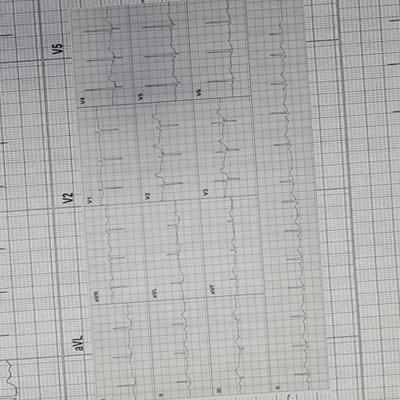 aVL V2 V5
aVR V1 V4
II aVL V2 V5
III aVF V3 V6
II